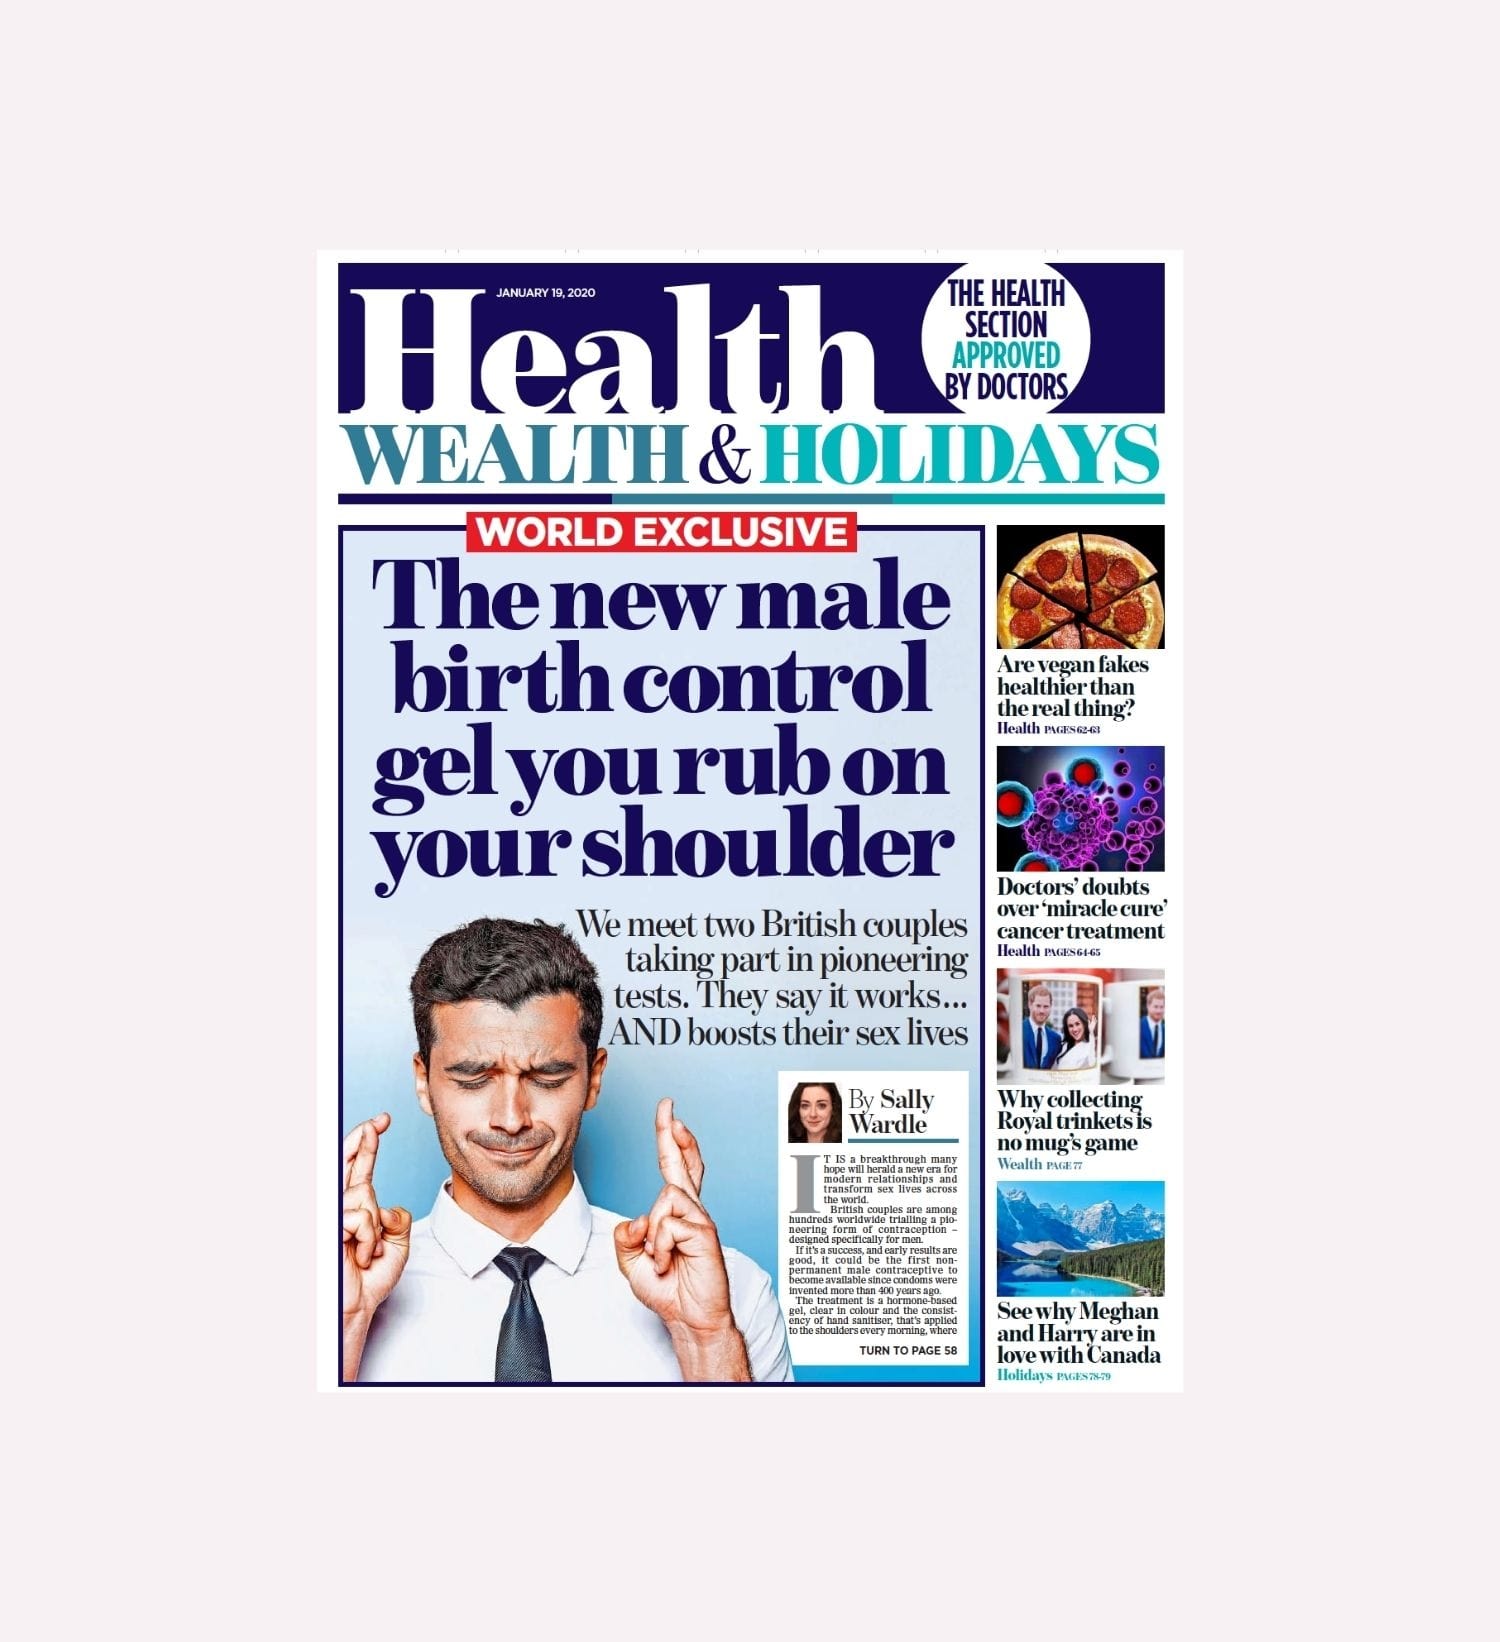 JANUARY 19, 2020
Health
THE HEALTH
SECTION
APPROVED
BY DOCTORS
WEALTH & HOLIDAYS
WORLD EXCLUSIVE
The new male
birth control
gel you rub on
your shoulder
We meet two British couples
taking part in pioneering
tests. They say it works...
AND boosts their sex lives
By Sally
Wardle
IT IS a breakthrough many
hope will herald a new era for
modern relationships and
transform sex lives across
the world.
British couples are among
hundreds worldwide trialling a pio-
neering form of contraception –
designed specifically for men.
If it's a success, and early results are
good, it could be the first non-
permanent male contraceptive to
become available since condoms were
invented more than 400 years ago.
The treatment is a hormone-based
gel, clear in colour and the consist-
ency of hand sanitiser, that's applied
to the shoulders every morning, where
TURN TO PAGE 58
Are vegan fakes
healthier than
the real thing?
Health PAGES 62-63
Doctors' doubts
over 'miracle cure'
cancer treatment
Health PAGES 64-65
Why collecting
Royal trinkets is
no mug's game
Wealth PAGE 77
See why Meghan
and Harry are in
love with Canada
Holidays PAGES 78-79